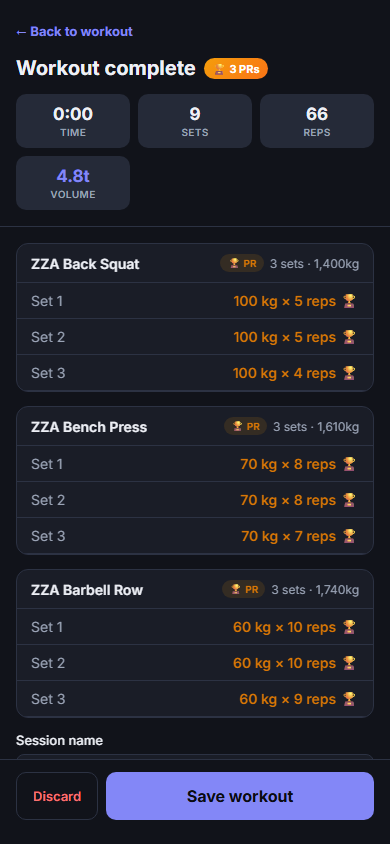 ← Back to workout
Workout complete 🏆 3 PRs
0:00 9 66
TIME SETS REPS
4.8t
VOLUME
ZZA Back Squat 🏆 PR 3 sets · 1,400kg
Set 1 100 kg × 5 reps 🏆
Set 2 100 kg × 5 reps 🏆
Set 3 100 kg × 4 reps 🏆
ZZA Bench Press 🏆 PR 3 sets · 1,610kg
Set 1 70 kg × 8 reps 🏆
Set 2 70 kg × 8 reps 🏆
Set 3 70 kg × 7 reps 🏆
ZZA Barbell Row 🏆 PR 3 sets · 1,740kg
Set 1 60 kg × 10 reps 🏆
Set 2 60 kg × 10 reps 🏆
Set 3 60 kg × 9 reps 🏆
Session name
Discard Save workout